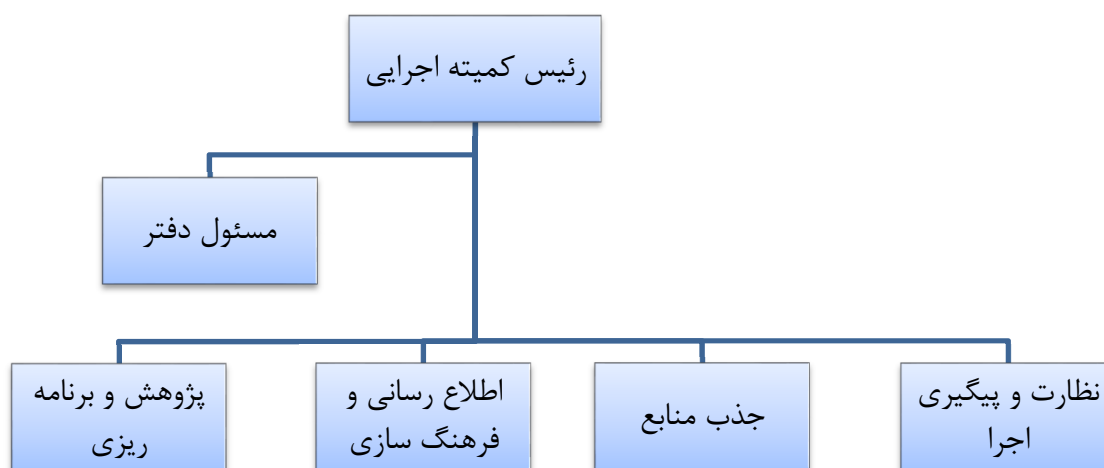 رئیس کمیته اجرایی
مسئول دفتر
نظارت و پیگیری
اجرا
جذب منابع
اطلاع رسانی و
فرهنگ سازی
پژوهش و برنامه
ریزی